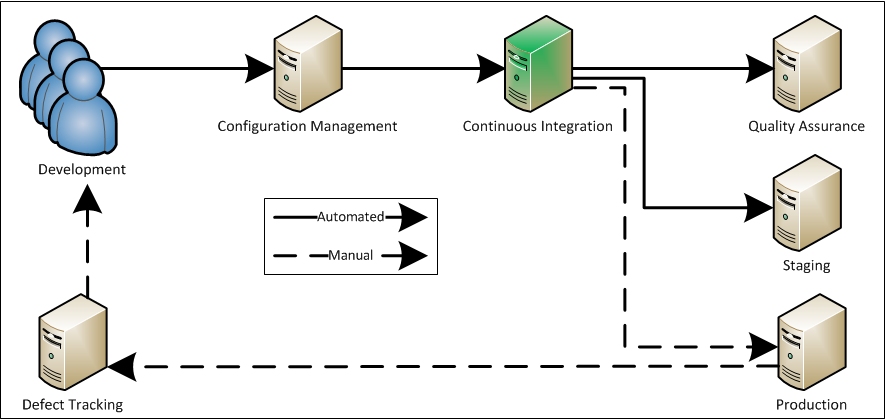 Configuration Management
Continuous Integration
Quality Assurance
Development
Automated
Manual
Staging
Defect Tracking
Production